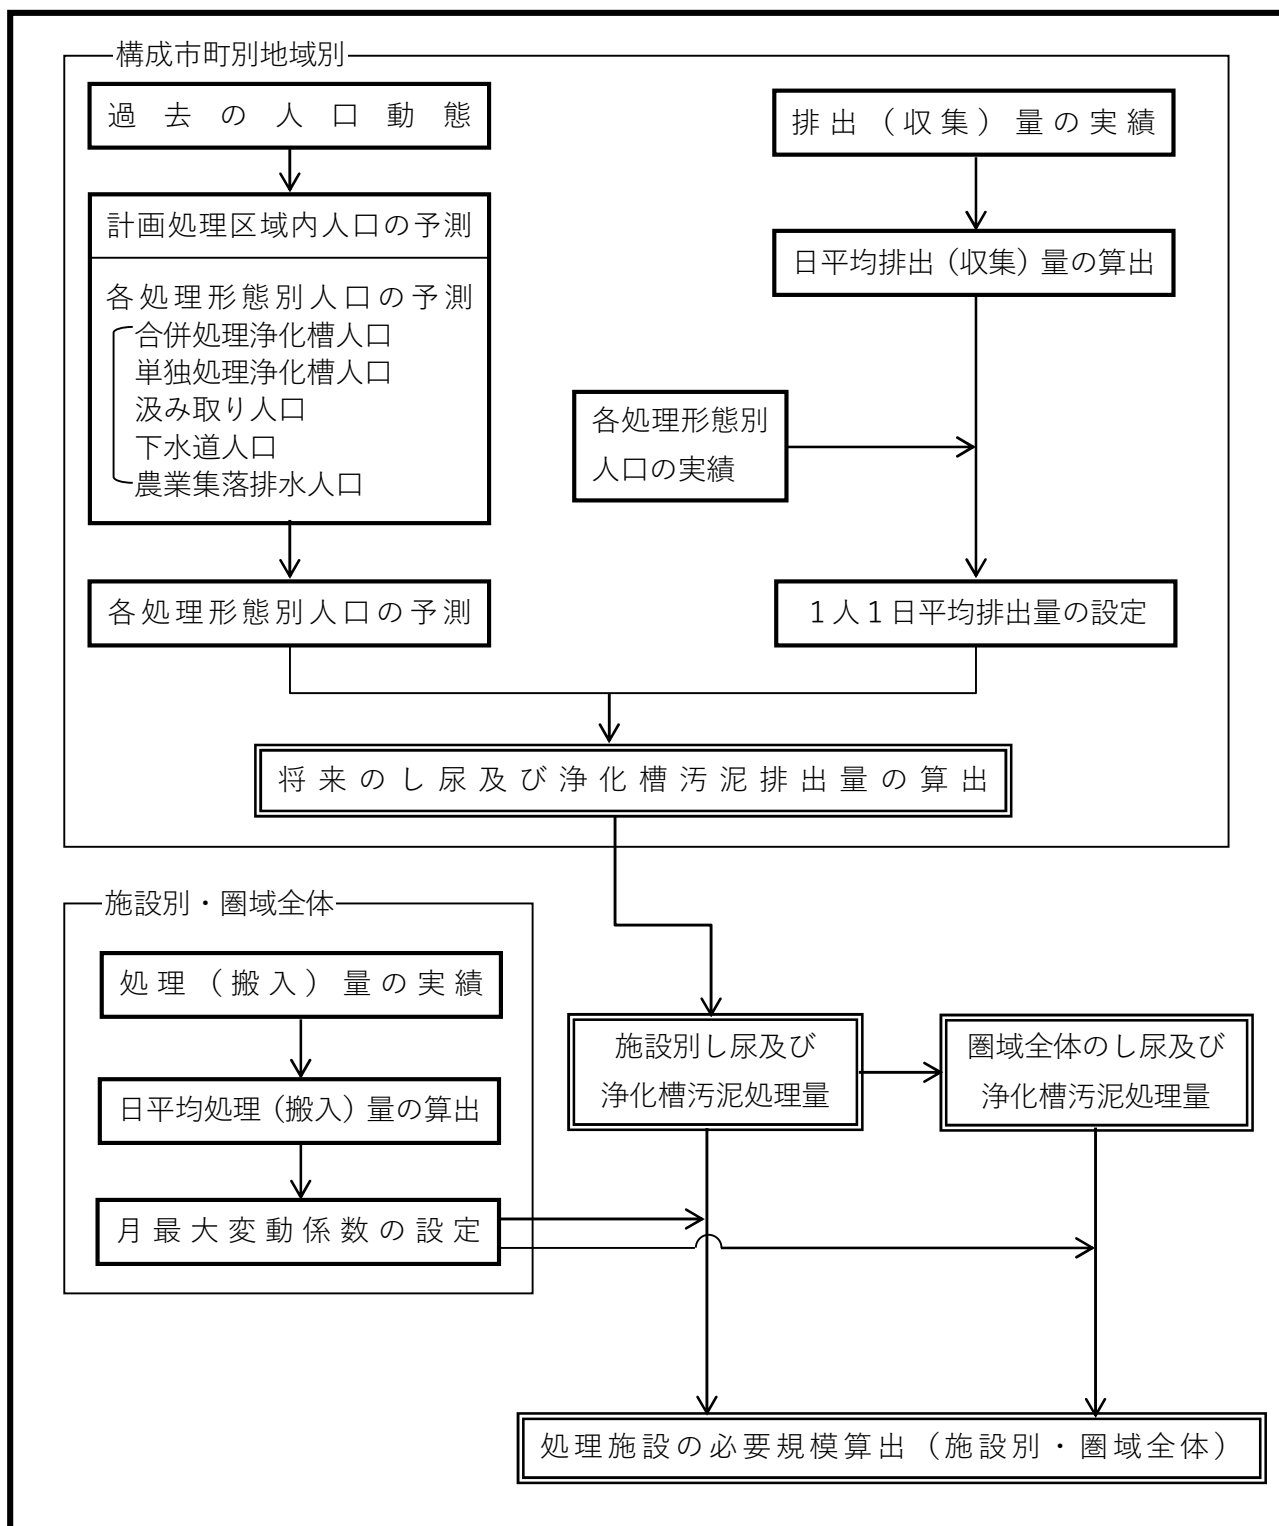 構成市町別地域別
過去の人口動態
計画処理区域内人口の予測
各処理形態別人口の予測
合併処理浄化槽人口
単独処理浄化槽人口
汲み取り人口
下水道人口
農業集落排水人口
各処理形態別人口の予測
排出（収集）量の実績
日平均排出（収集）量の算出
各処理形態別
人口の実績
１人１日平均排出量の設定
将来のし尿及び浄化槽汚泥排出量の算出
施設別・圏域全体
処理（搬入）量の実績
日平均処理（搬入）量の算出
月最大変動係数の設定
施設別し尿及び
浄化槽汚泥処理量
圏域全体のし尿及び
浄化槽汚泥処理量
処理施設の必要規模算出（施設別・圏域全体）